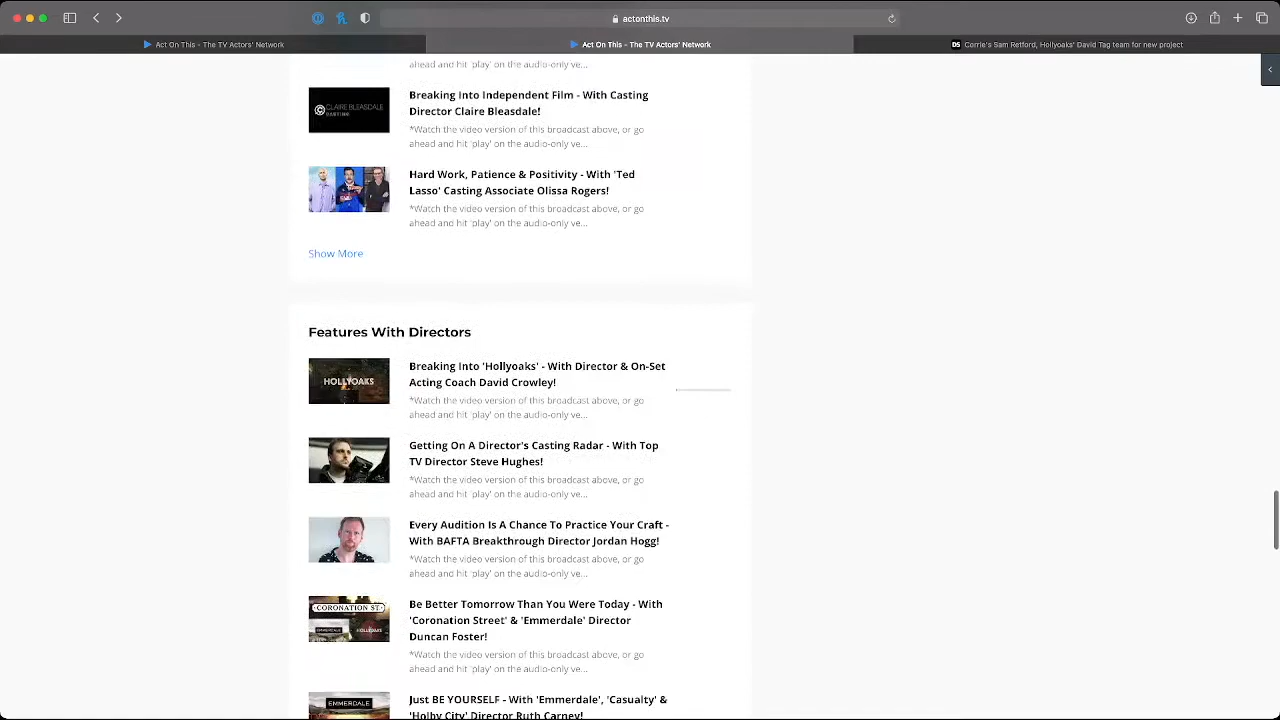 actonthis.tv
Act On This - The TV Actors' Network
Act On This - The TV Actors' Network
DS Corrie's Sam Retford, Hollyoaks' David Tag team for new project
ahead and hit 'play' on the audio-only ve...
CLAIRE BLEASDALE
Breaking Into Independent Film - With Casting
Director Claire Bleasdale!
*Watch the video version of this broadcast above, or go
ahead and hit 'play' on the audio-only ve...
Hard Work, Patience & Positivity - With 'Ted
Lasso' Casting Associate Olissa Rogers!
*Watch the video version of this broadcast above, or go
ahead and hit 'play' on the audio-only ve...
Show More
Features With Directors
HOLLYOAKS
Breaking Into 'Hollyoaks' - With Director & On-Set
Acting Coach David Crowley!
*Watch the video version of this broadcast above, or go
ahead and hit 'play' on the audio-only ve...
Getting On A Director's Casting Radar - With Top
TV Director Steve Hughes!
*Watch the video version of this broadcast above, or go
ahead and hit 'play' on the audio-only ve...
Every Audition Is A Chance To Practice Your Craft -
With BAFTA Breakthrough Director Jordan Hogg!
*Watch the video version of this broadcast above, or go
ahead and hit 'play' on the audio-only ve...
CORONATION ST.
EMMERDALE
HOLLYOAKS
Be Better Tomorrow Than You Were Today - With
'Coronation Street' & 'Emmerdale' Director
Duncan Foster!
*Watch the video version of this broadcast above, or go
ahead and hit 'play' on the audio-only ve...
EMMERDALE
Just BE YOURSELF - With 'Emmerdale', 'Casualty' &
'Holby City' Director Ruth Carney!